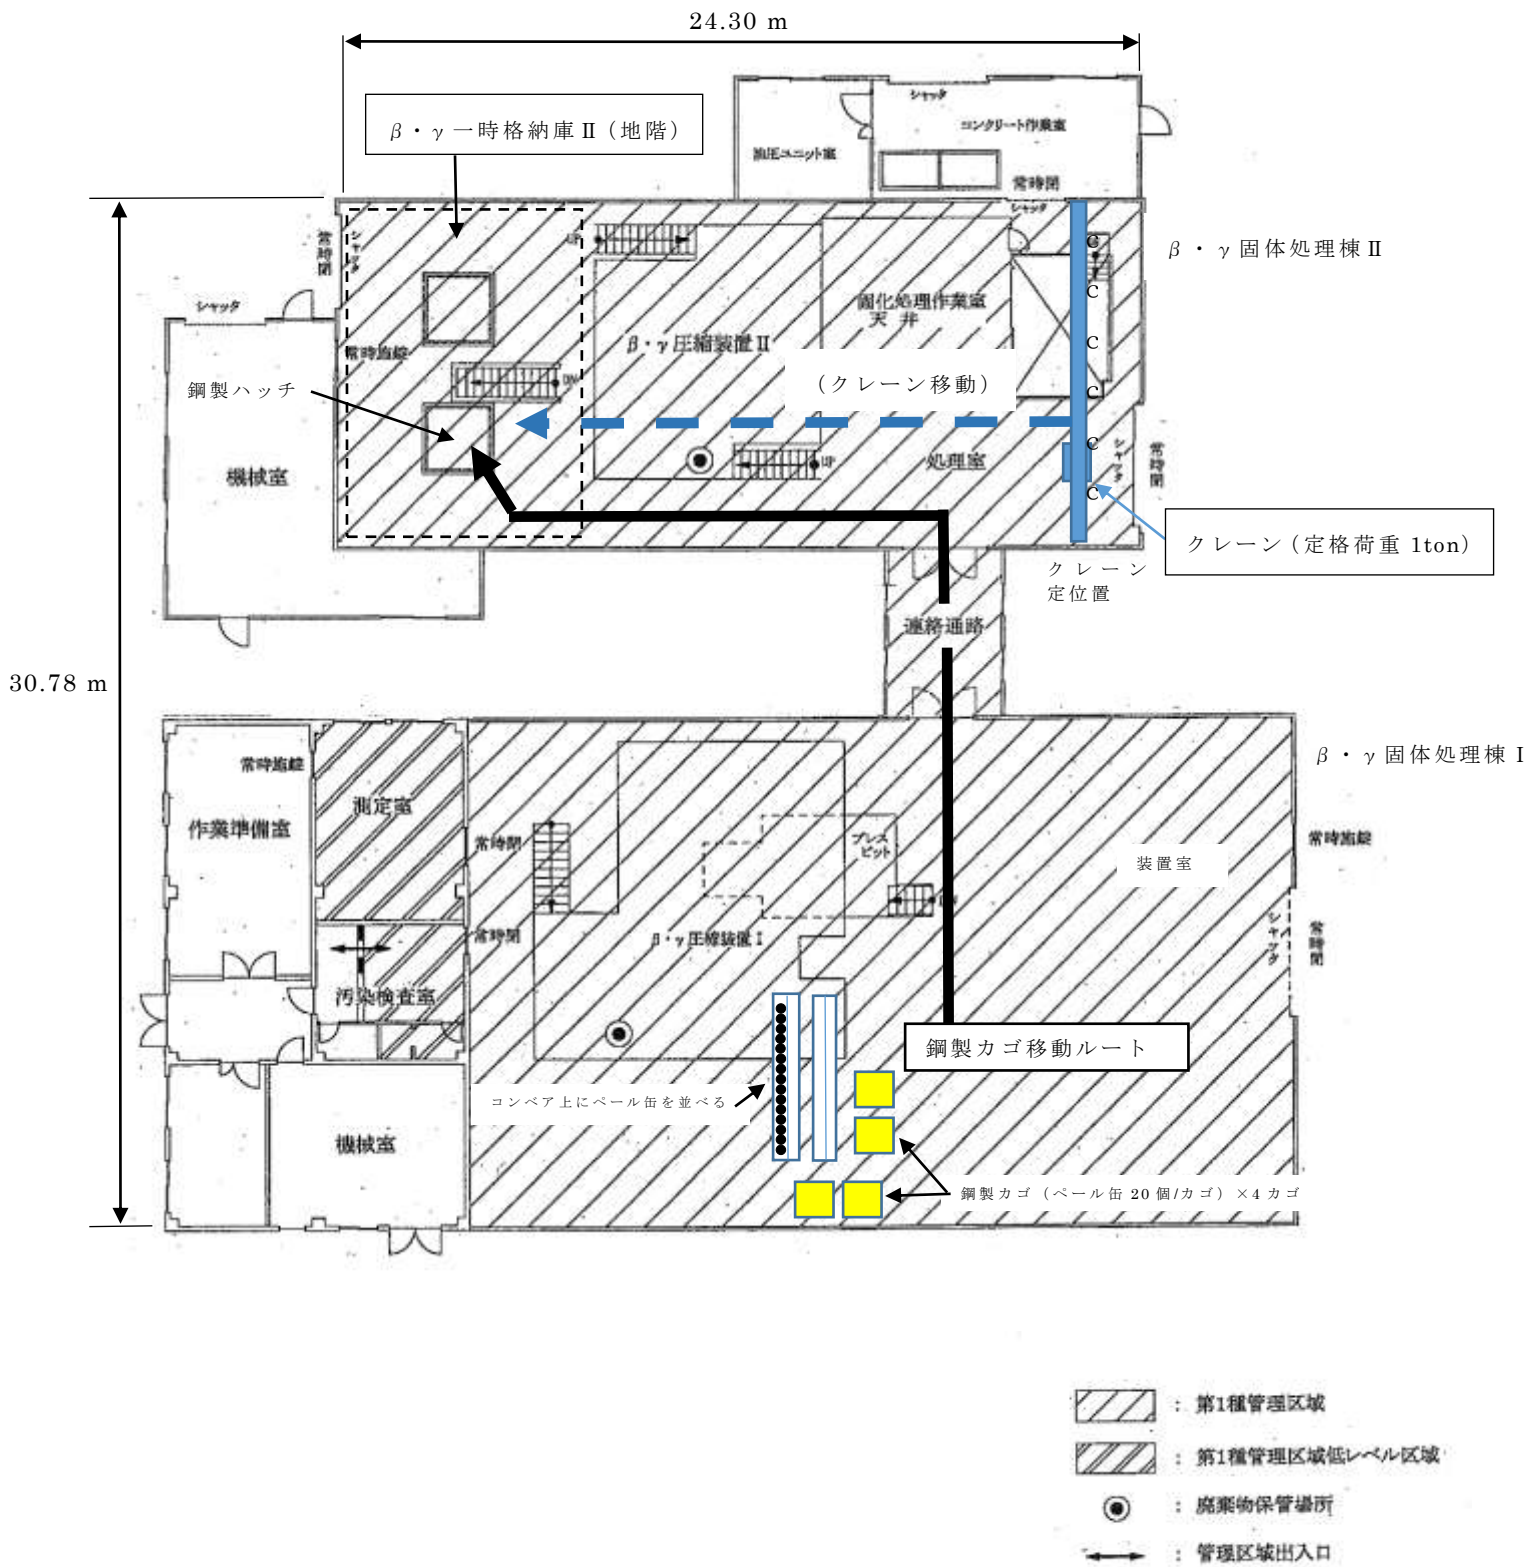 24.30 m
β・γ一時格納庫Ⅱ（地階）
シャッタ
コンクリート作業室
油圧ユニット室
常時閉
シャッタ
常時閉
シャッタ
UP
β・γ固体処理棟Ⅱ
C
C
C
C
C
C
シャッタ
固化処理作業室
天井
β・γ圧縮装置Ⅱ
常時施錠
鋼製ハッチ
DN
（クレーン移動）
機械室
UP
処理室
シャッタ
常時閉
クレーン（定格荷重 1ton）
クレーン
定位置
連絡通路
30.78 m
β・γ固体処理棟Ⅰ
常時施錠
測定室
作業準備室
常時閉
プレス
ピット
常時施錠
装置室
常時閉
β・γ圧縮装置Ⅰ
シャッタ
常時閉
汚染検査室
鋼製カゴ移動ルート
コンベア上にペール缶を並べる
機械室
鋼製カゴ（ペール缶 20 個/カゴ）×4 カゴ
： 第1種管理区域
： 第1種管理区域低レベル区域
： 廃棄物保管場所
： 管理区域出入口